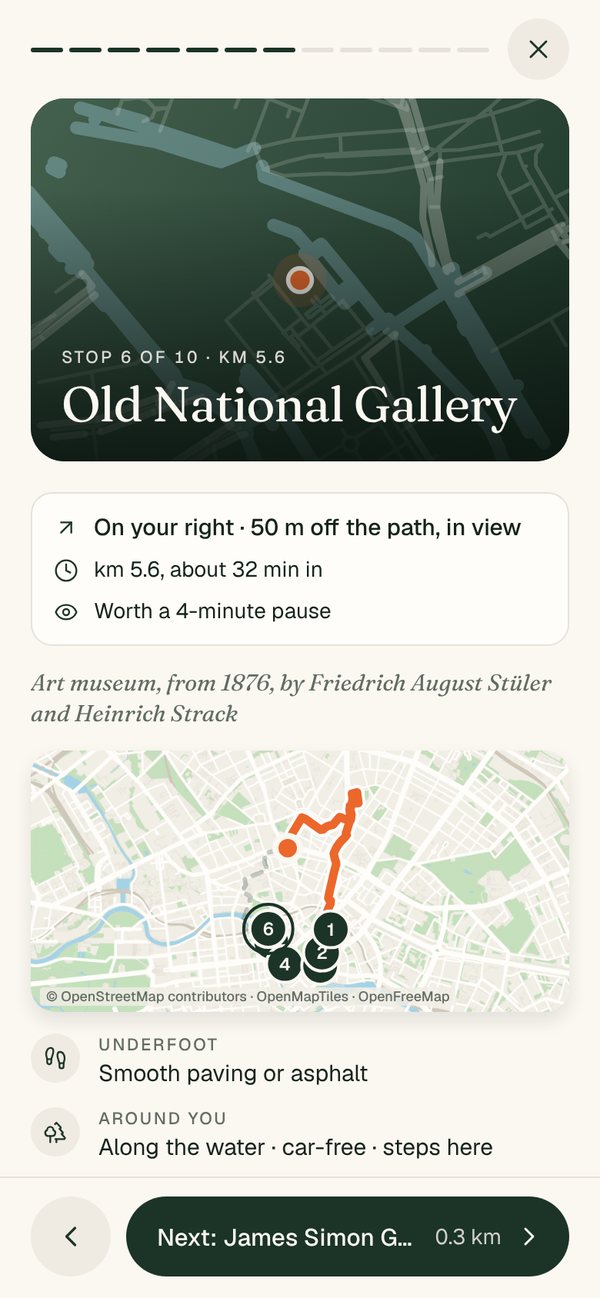 STOP 6 OF 10 · KM 5.6
Old National Gallery
On your right · 50 m off the path, in view
km 5.6, about 32 min in
Worth a 4-minute pause
Art museum, from 1876, by Friedrich August Stüler
and Heinrich Strack
6
1
2
4
© OpenStreetMap contributors · OpenMapTiles · OpenFreeMap
UNDERFOOT
Smooth paving or asphalt
AROUND YOU
Along the water · car-free · steps here
Next: James Simon G... 0.3 km